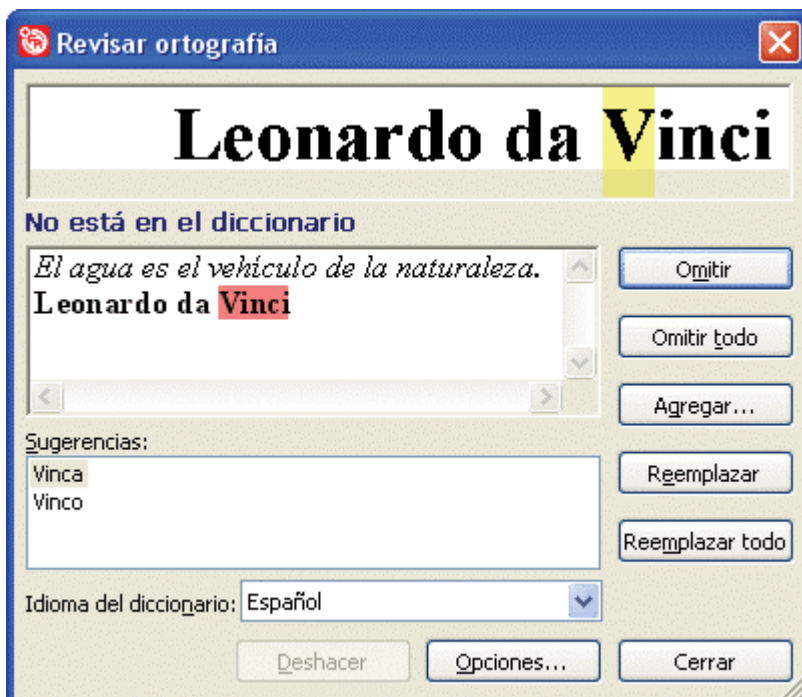 Revisar ortografía
Leonardo da Vinci
No está en el diccionario
El agua es el vehículo de la naturaleza.
Leonardo da Vinci
Omitir
Omitir todo
Agregar...
Sugerencias:
Vinca
Vinco
Reemplazar
Reemplazar todo
Idioma del diccionario: Español
Deshacer Opciones... Cerrar